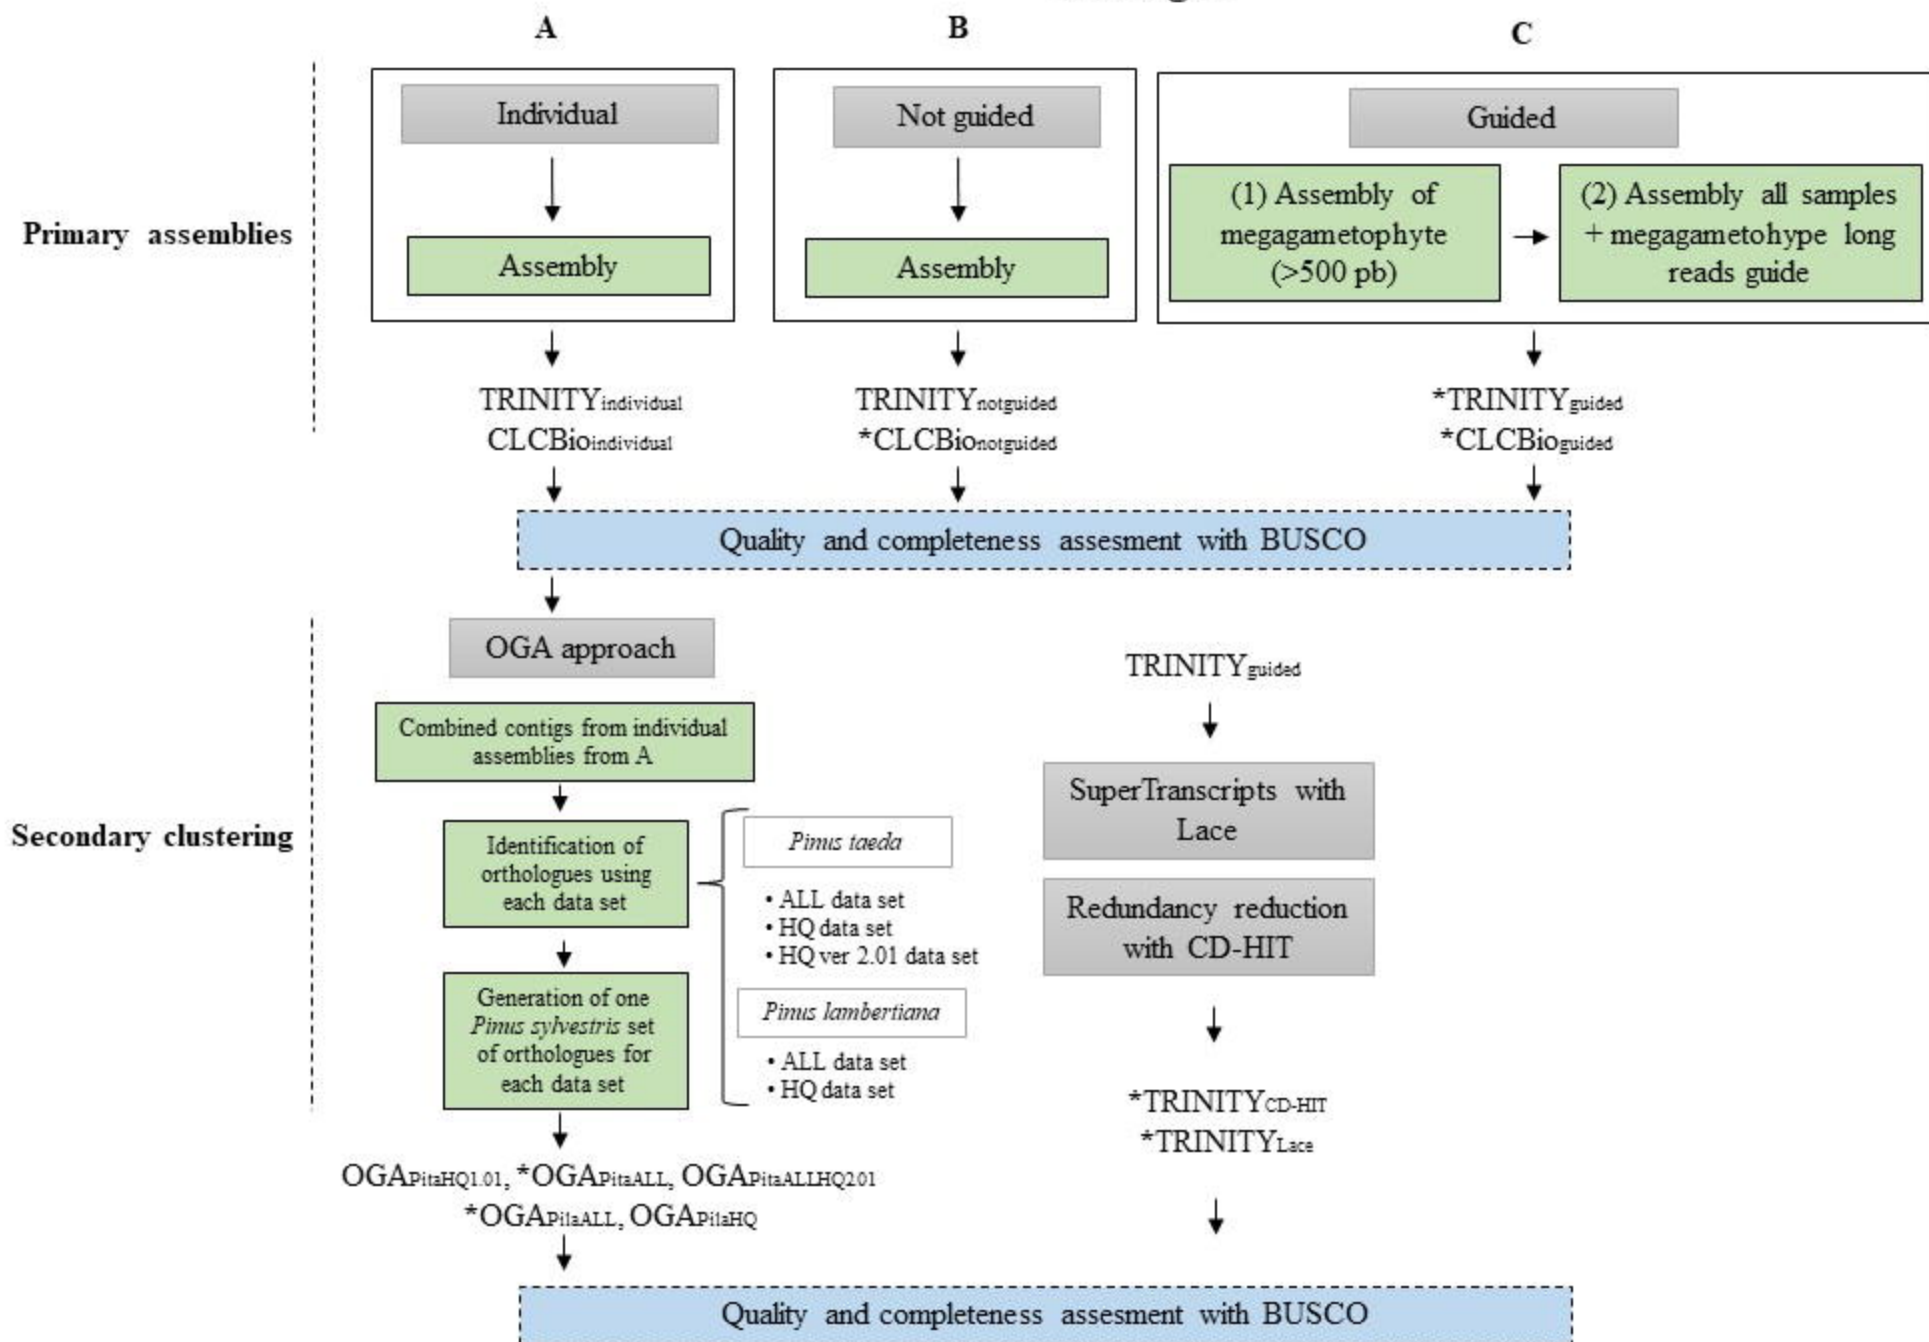 A
B
C
Individual
Not guided
Guided
Assembly
Assembly
(1) Assembly of
megagametophyte
(>500 pb)
(2) Assembly all samples
+ megagametohype long
reads guide
Primary assemblies
TRINITYindividual
CLCBioindividual
TRINITYnotguided
*CLCBionotguided
*TRINITYguided
*CLCBioguided
Quality and completeness assesment with BUSCO
Secondary clustering
OGA approach
Combined contigs from individual
assemblies from A
Identification of
orthologues using
each data set
Generation of one
Pinus sylvestris set
of orthologues for
each data set
Pinus taeda
• ALL data set
• HQ data set
• HQ ver 2.01 data set
Pinus lambertiana
• ALL data set
• HQ data set
OGAPitaHQ1.01, *OGAPitaALL, OGAPitaALLHQ201
*OGAPilaALL, OGAPilaHQ
TRINITYguided
SuperTranscripts with
Lace
Redundancy reduction
with CD-HIT
*TRINITYCD-HIT
*TRINITYLace
Quality and completeness assesment with BUSCO